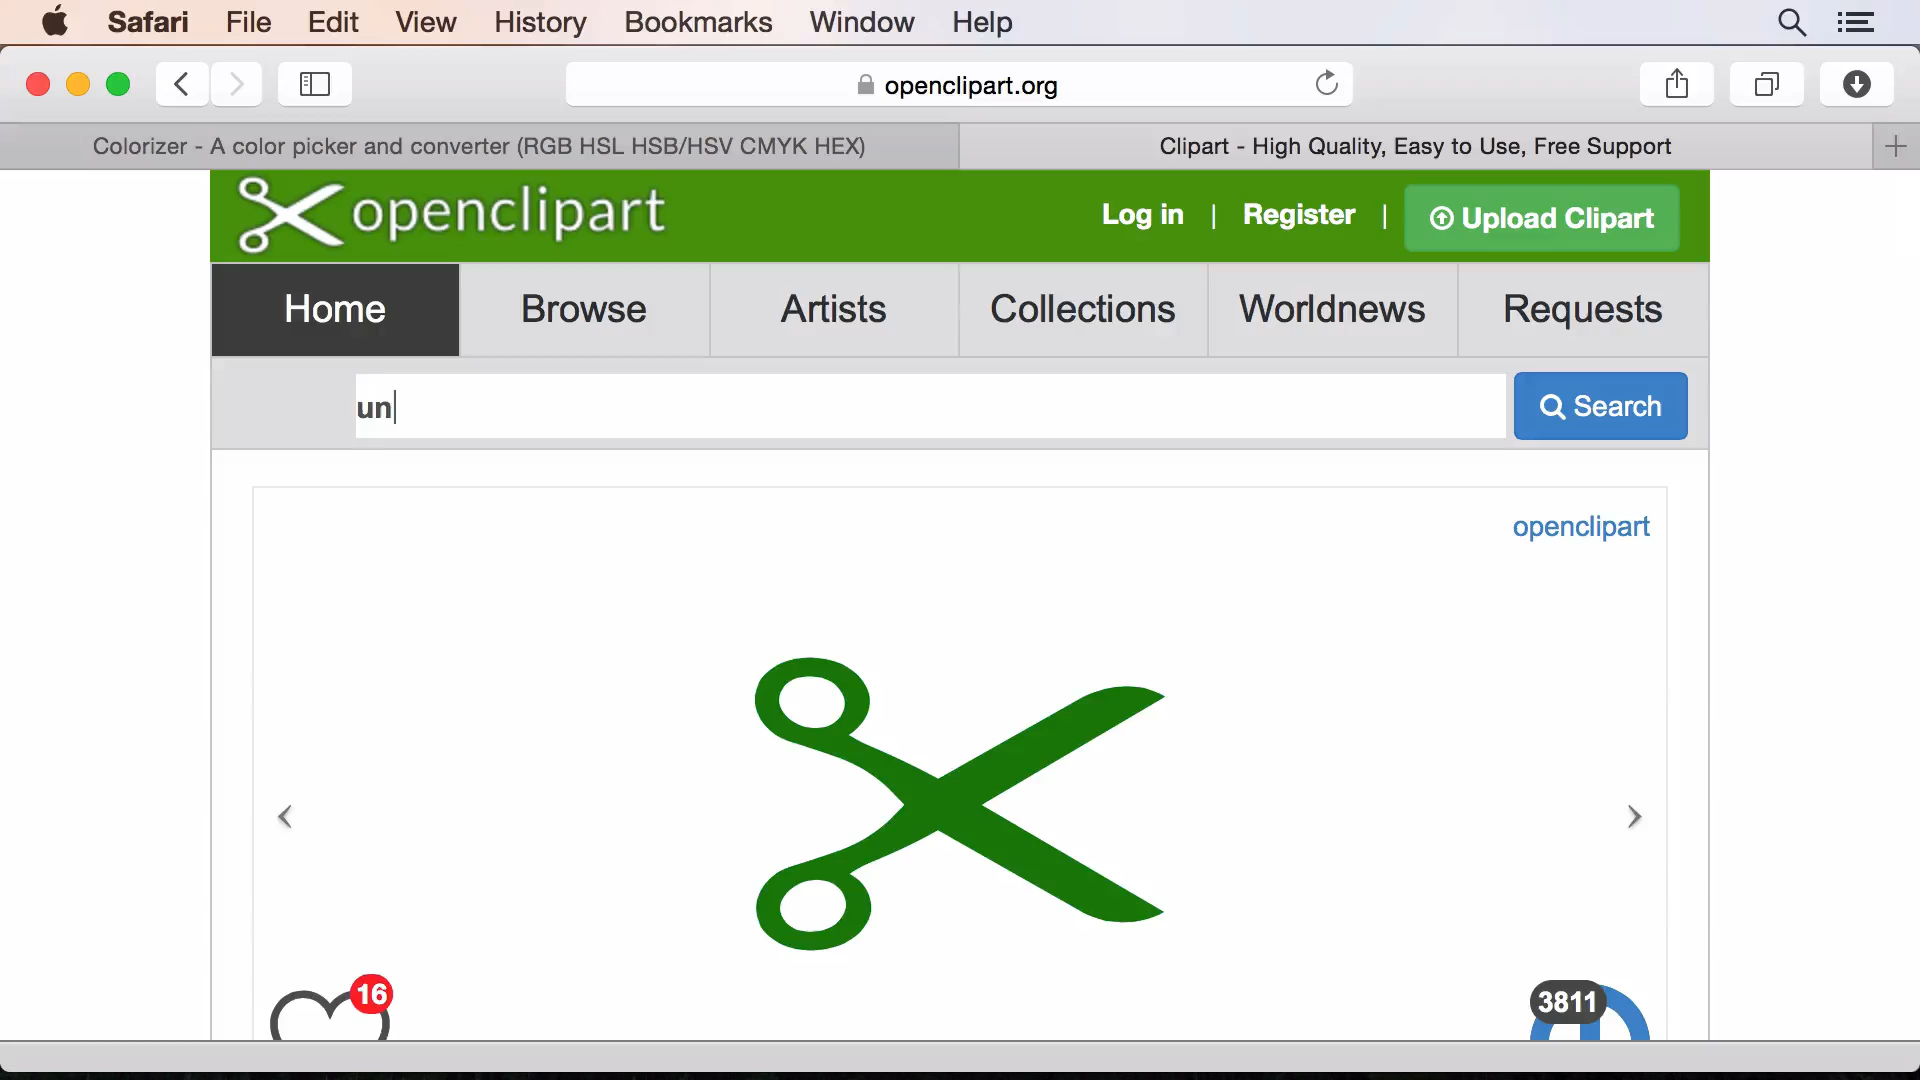 Safari File Edit View History Bookmarks Window Help
openclipart.org
Colorizer - A color picker and converter (RGB HSL HSB/HSV CMYK HEX) Clipart - High Quality, Easy to Use, Free Support
openclipart Log in | Register | Upload Clipart
Home Browse Artists Collections Worldnews Requests
un Search
openclipart
16 3811